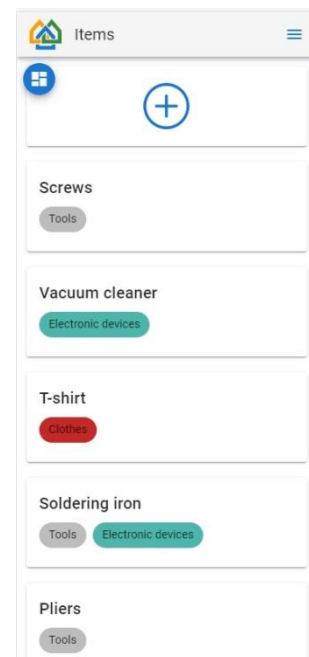 Items
Screws
Tools
Vacuum cleaner
Electronic devices
T-shirt
Clothes
Soldering iron
Tools Electronic devices
Pliers
Tools